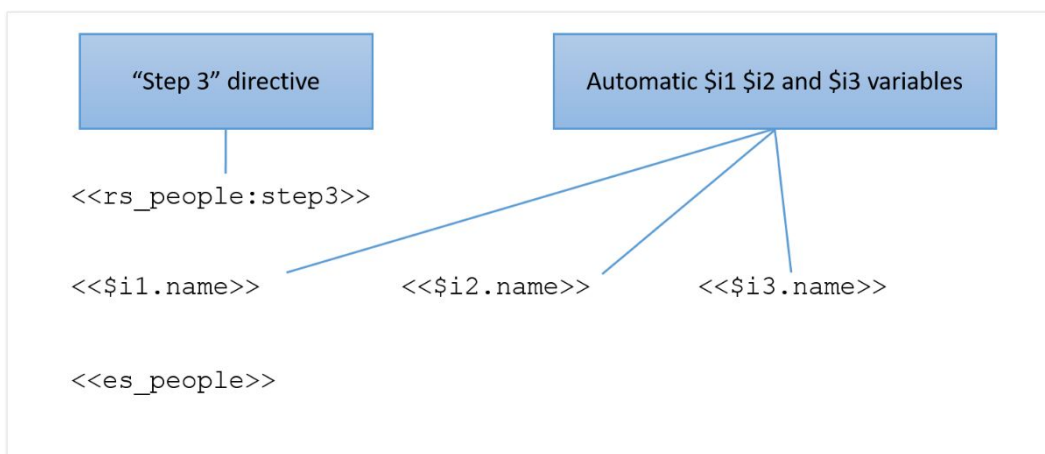 “Step 3” directive
Automatic $i1 $i2 and $i3 variables
<<rs_people:step3>>
<<$i1.name>> <<$i2.name>> <<$i3.name>>
<<es_people>>